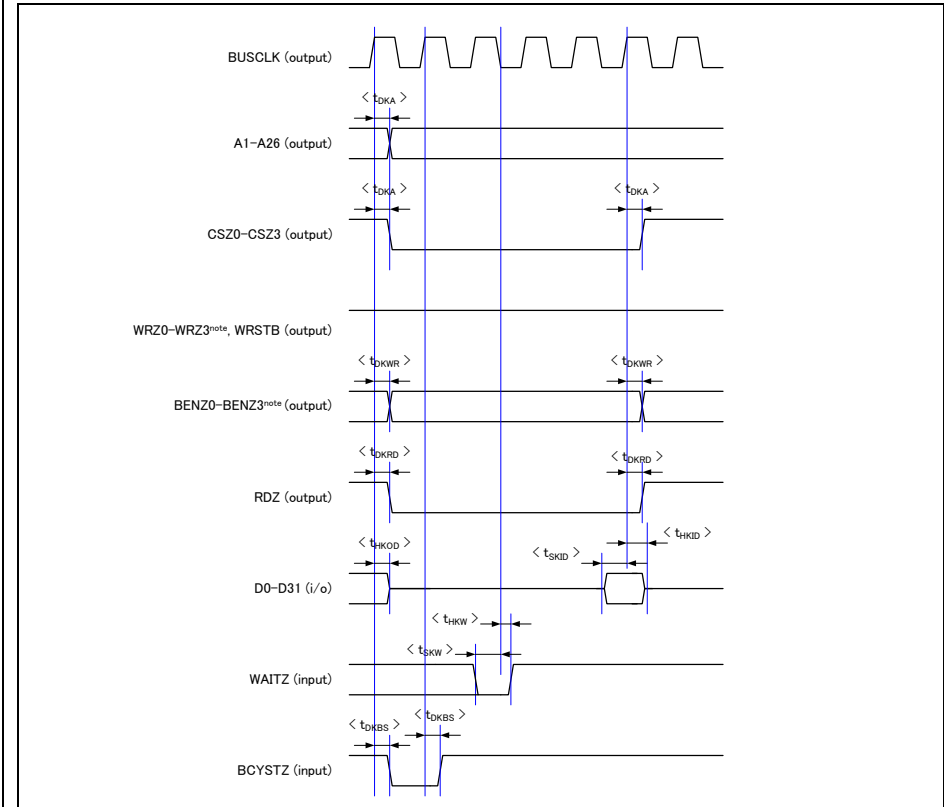 BUSCLK (output)
< tDKA >
A1-A26 (output)
< tDKA > < tDKA >
CSZ0-CSZ3 (output)
WRZ0-WRZ3note, WRSTB (output)
< tDKWR > < tDKWR >
BENZ0-BENZ3note (output)
< tDKRD > < tDKRD >
RDZ (output)
< tHKOD > < tSKID > < tHKID >
D0-D31 (i/o)
< tHKW >
< tSKW >
WAITZ (input)
< tDKBS > < tDKBS >
BCYSTZ (input)